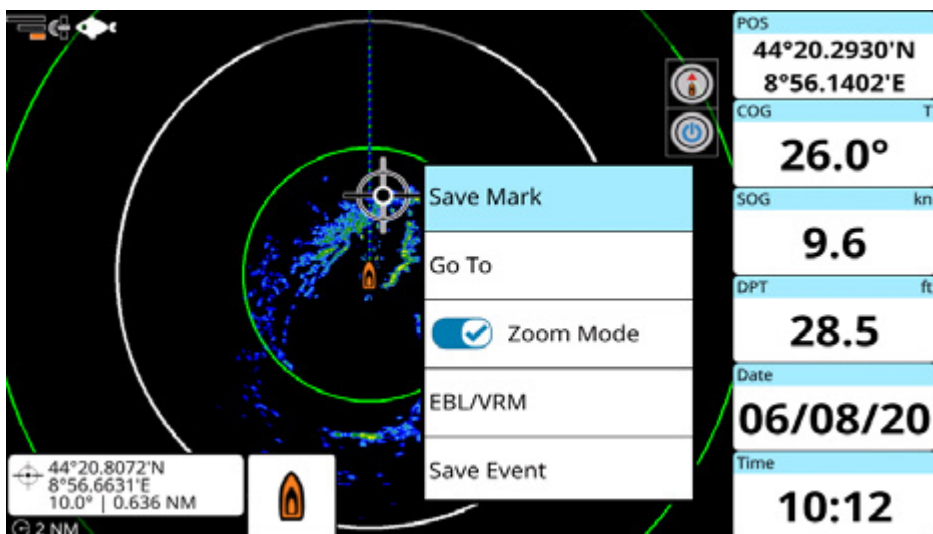 Save Mark
Go To
Zoom Mode
EBL/VRM
Save Event
44°20.8072'N
8°56.6631'E
10.0° | 0.636 NM
2 NM
POS
44°20.2930'N
8°56.1402'E
COG T
26.0°
SOG kn
9.6
DPT ft
28.5
Date
06/08/20
Time
10:12